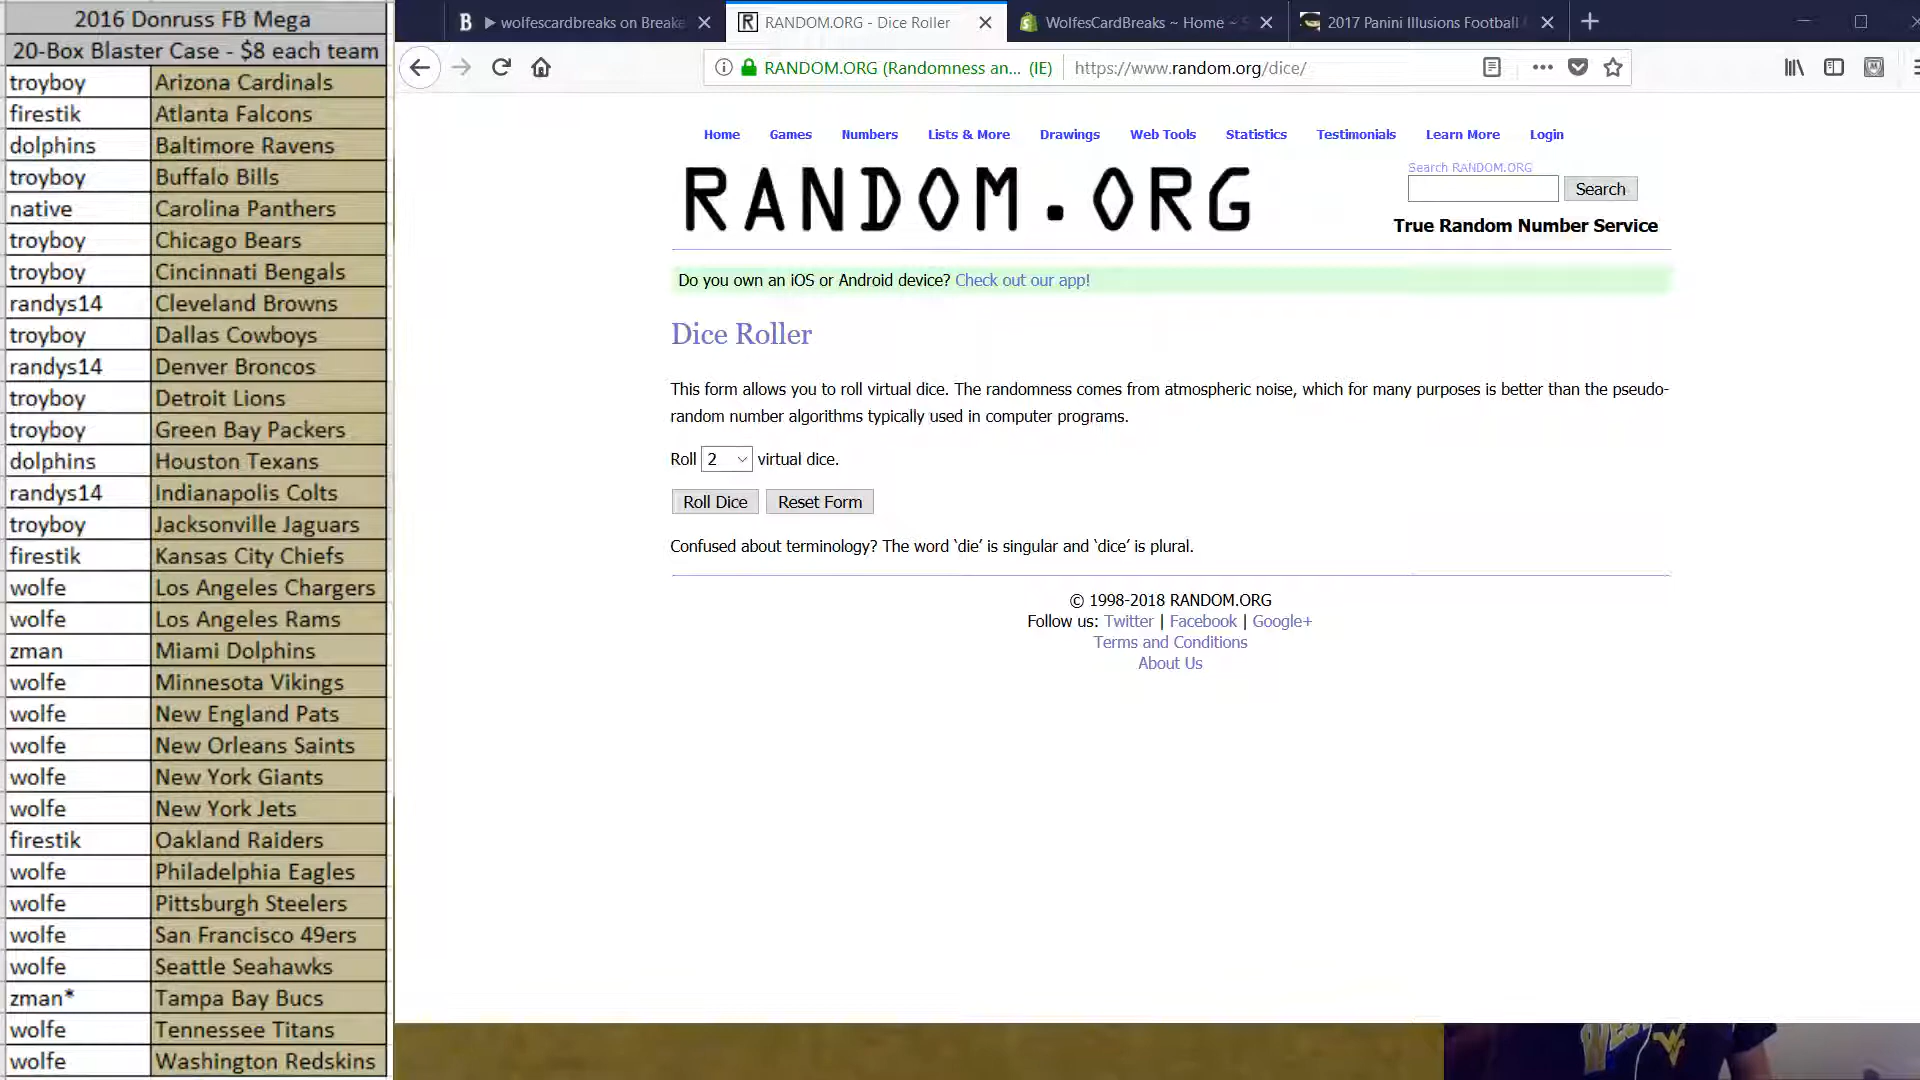 2016 Donruss FB Mega
20-Box Blaster Case - $8 each team
troyboy Arizona Cardinals
firestik Atlanta Falcons
dolphins Baltimore Ravens
troyboy Buffalo Bills
native Carolina Panthers
troyboy Chicago Bears
troyboy Cincinnati Bengals
randys14 Cleveland Browns
troyboy Dallas Cowboys
randys14 Denver Broncos
troyboy Detroit Lions
troyboy Green Bay Packers
dolphins Houston Texans
randys14 Indianapolis Colts
troyboy Jacksonville Jaguars
firestik Kansas City Chiefs
wolfe Los Angeles Chargers
wolfe Los Angeles Rams
zman Miami Dolphins
wolfe Minnesota Vikings
wolfe New England Pats
wolfe New Orleans Saints
wolfe New York Giants
wolfe New York Jets
firestik Oakland Raiders
wolfe Philadelphia Eagles
wolfe Pittsburgh Steelers
wolfe San Francisco 49ers
wolfe Seattle Seahawks
zman* Tampa Bay Bucs
wolfe Tennessee Titans
wolfe Washington Redskins
B wolfescardbreaks on Breake
R RANDOM.ORG - Dice Roller
WolfesCardBreaks ~ Home ~ S
2017 Panini Illusions Football
RANDOM.ORG (Randomness an... (IE) https://www.random.org/dice/
Home Games Numbers Lists & More Drawings Web Tools Statistics Testimonials Learn More Login
RANDOM.ORG
Search RANDOM.ORG
Search
True Random Number Service
Do you own an iOS or Android device? Check out our app!
Dice Roller
This form allows you to roll virtual dice. The randomness comes from atmospheric noise, which for many purposes is better than the pseudo-
random number algorithms typically used in computer programs.
Roll 2 virtual dice.
Roll Dice Reset Form
Confused about terminology? The word ‘die’ is singular and ‘dice’ is plural.
© 1998-2018 RANDOM.ORG
Follow us: Twitter | Facebook | Google+
Terms and Conditions
About Us